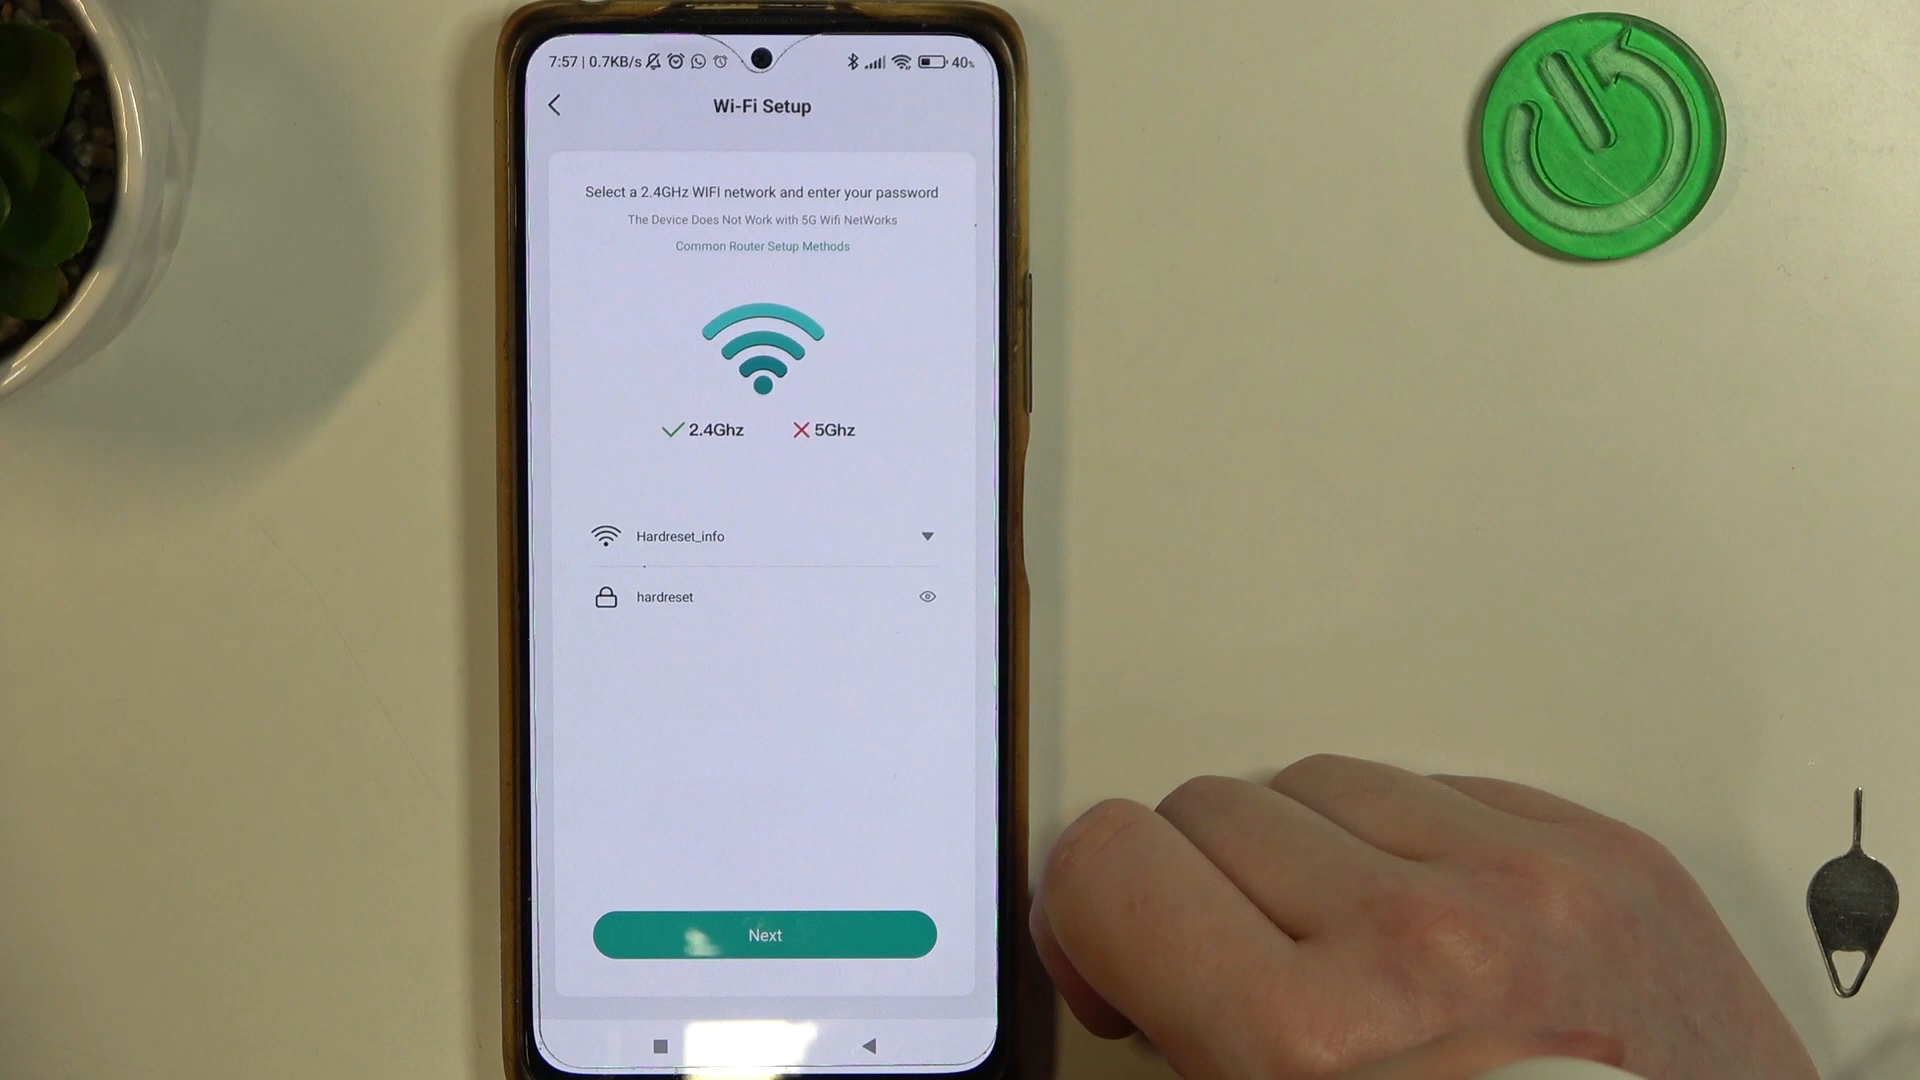 7:57 | 0.7KB/s 40%
Wi-Fi Setup
Select a 2.4GHz WIFI network and enter your password
The Device Does Not Work with 5G Wifi NetWorks
Common Router Setup Methods
2.4Ghz 5Ghz
Hardreset_info
hardreset
Next